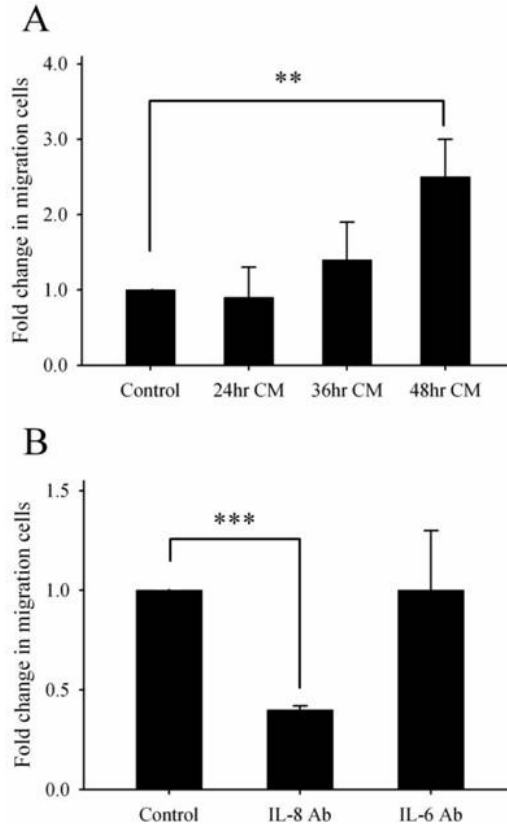 A
Fold change in migration cells
4.0
3.0
2.0
1.0
0.0
**
Control 24hr CM 36hr CM 48hr CM
B
Fold change in migration cells
1.5
1.0
0.5
0.0
***
Control IL-8 Ab IL-6 Ab